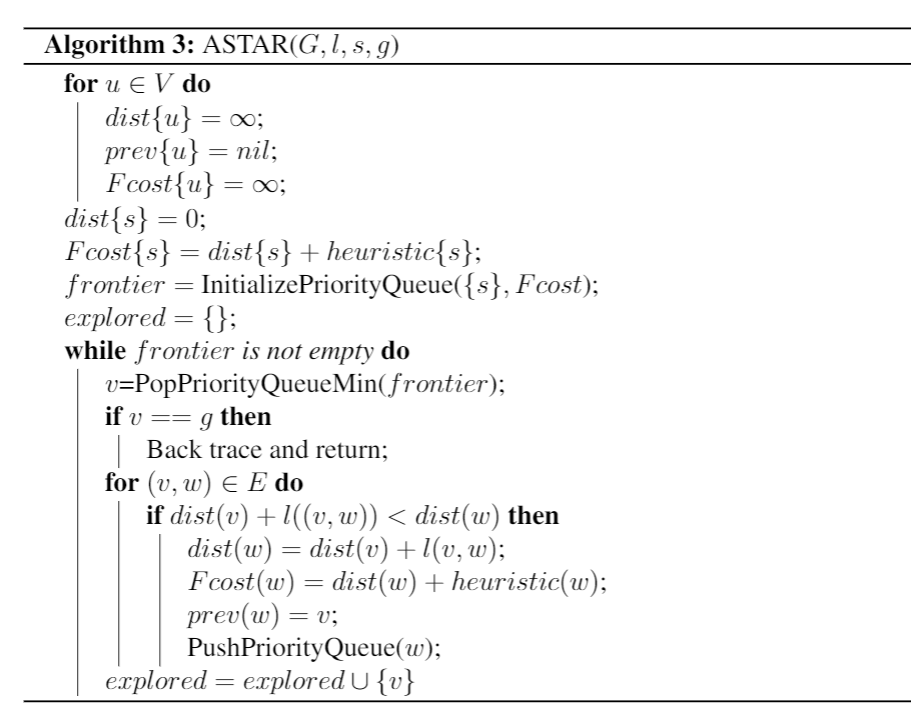 Algorithm 3: ASTAR(G, l, s, g)
for u ∈ V do
dist{u} = ∞;
prev{u} = nil;
Fcost{u} = ∞;
dist{s} = 0;
Fcost{s} = dist{s} + heuristic{s};
frontier = InitializePriorityQueue({s}, Fcost);
explored = {};
while frontier is not empty do
v=PopPriorityQueueMin(frontier);
if v == g then
Back trace and return;
for (v, w) ∈ E do
if dist(v) + l((v, w)) < dist(w) then
dist(w) = dist(v) + l(v, w);
Fcost(w) = dist(w) + heuristic(w);
prev(w) = v;
PushPriorityQueue(w);
explored = explored ∪ {v}